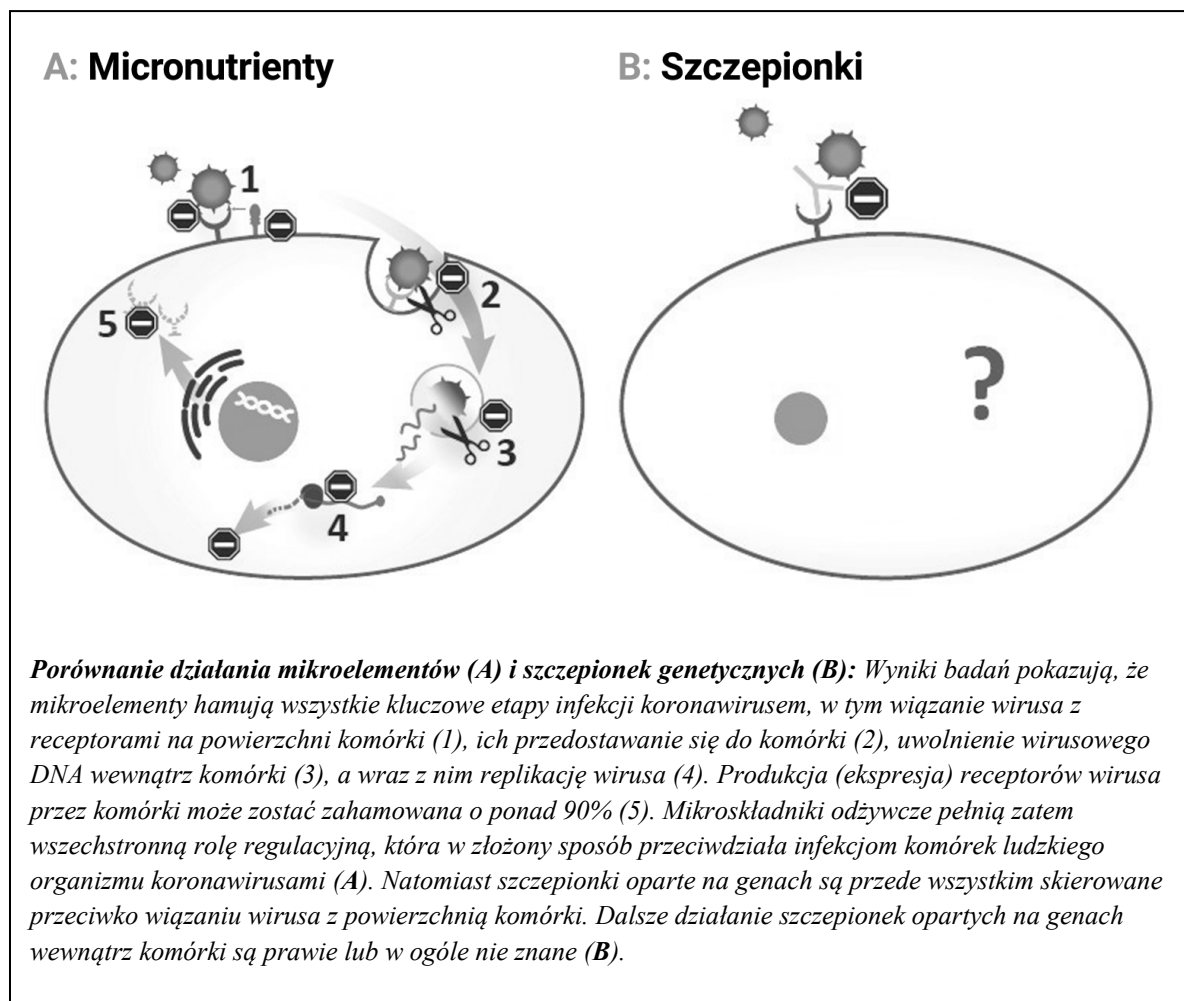 A: Micronutrienty
B: Szczepionki
1
2
3
4
5
?
Porównanie działania mikroelementów (A) i szczepionek genetycznych (B): Wyniki badań pokazują, że
mikroelementy hamują wszystkie kluczowe etapy infekcji koronawirusem, w tym wiązanie wirusa z
receptorami na powierzchni komórki (1), ich przedostawanie się do komórki (2), uwolnienie wirusowego
DNA wewnątrz komórki (3), a wraz z nim replikację wirusa (4). Produkcja (ekspresja) receptorów wirusa
przez komórki może zostać zahamowana o ponad 90% (5). Mikroskładniki odżywcze pełnią zatem
wszechstronną rolę regulacyjną, która w złożony sposób przeciwdziała infekcjom komórek ludzkiego
organizmu koronawirusami (A). Natomiast szczepionki oparte na genach są przede wszystkim skierowane
przeciwko wiązaniu wirusa z powierzchnią komórki. Dalsze działanie szczepionek opartych na genach
wewnątrz komórki są prawie lub w ogóle nie znane (B).